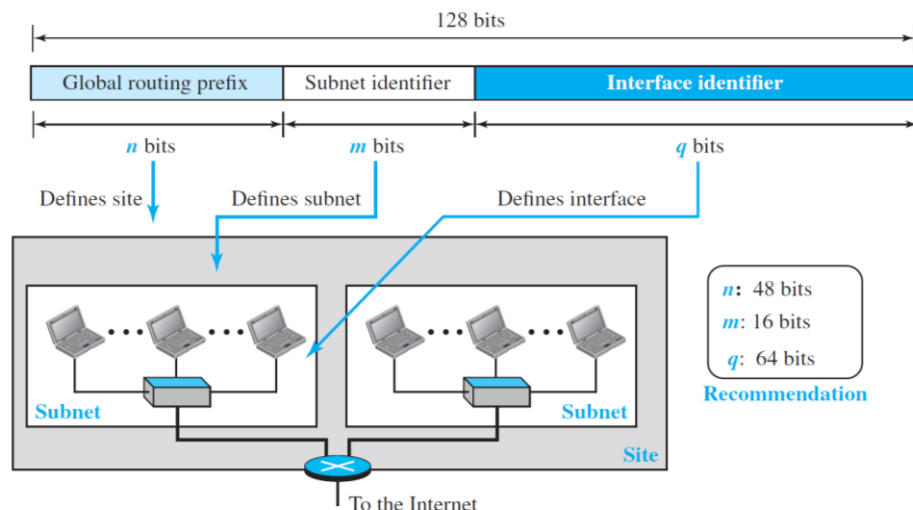 128 bits
Global routing prefix Subnet identifier Interface identifier
n bits m bits q bits
Defines site Defines subnet Defines interface
n: 48 bits
m: 16 bits
q: 64 bits
Recommendation
Subnet Subnet
Site
To the Internet